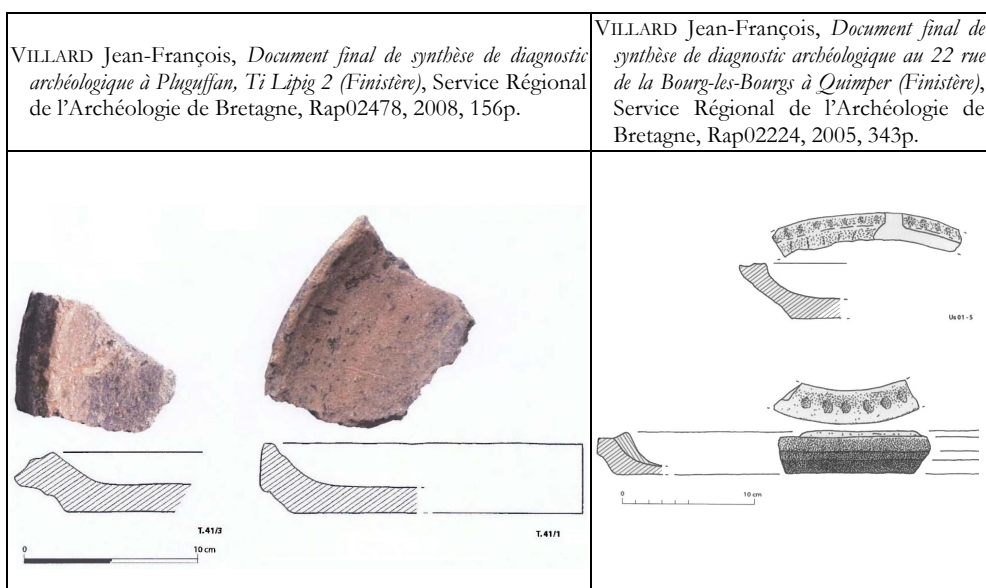 VILLARD Jean-François, Document final de synthèse de diagnostic
archéologique à Pluguffan, Ti Lipig 2 (Finistère), Service Régional
de l'Archéologie de Bretagne, Rap02478, 2008, 156p.
VILLARD Jean-François, Document final de
synthèse de diagnostic archéologique au 22 rue
de la Bourg-les-Bourgs à Quimper (Finistère),
Service Régional de l'Archéologie de
Bretagne, Rap02224, 2005, 343p.
T.41/3
0 10 cm
T.41/1
Us 01 - 5
0 10 cm